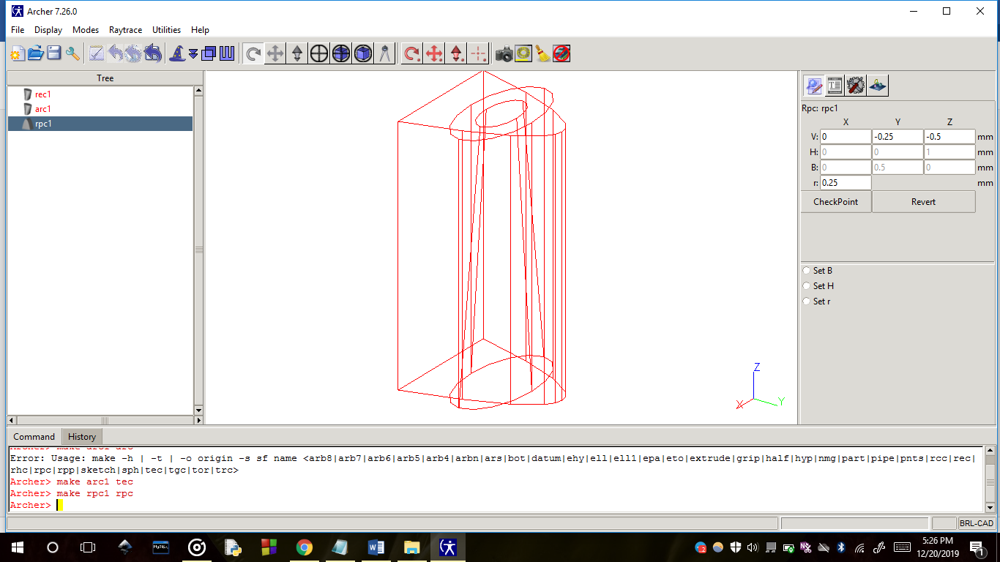 Archer 7.26.0
File Display Modes Raytrace Utilities Help
Tree
rec1
arc1
rpc1
Z
X
Y
Rpc: rpc1
X Y Z
V: 0 -0.25 -0.5 mm
H: 0 0 1 mm
B: 0 0.5 0 mm
r: 0.25 mm
CheckPoint Revert
Set B
Set H
Set r
Command History
Archer> make arc1 arc
Error: Usage: make -h | -t | -o origin -s sf name <arb8|arb7|arb6|arb5|arb4|arbn|ars|bot|datum|ehy|ell|ell1|epa|eto|extrude|grip|half|hyp|nmg|part|pipe|pnts|rcc|rec|
rhc|rpc|rpp|sketch|sph|tec|tgc|tor|trc>
Archer> make arc1 tec
Archer> make rpc1 rpc
Archer>
BRL-CAD
5:26 PM
12/20/2019